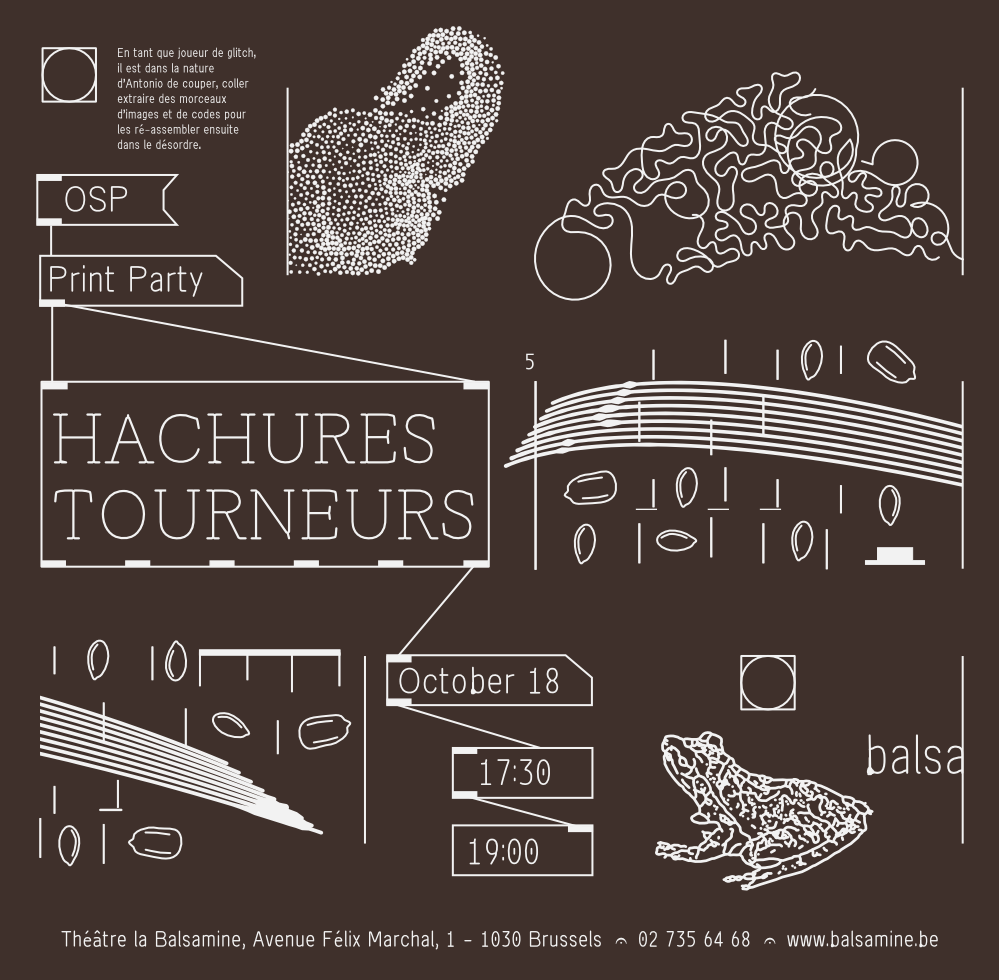 En tant que joueur de glitch,
il est dans la nature
d'Antonio de couper, coller
extraire des morceaux
d'images et de codes pour
les ré-assembler ensuite
dans le désordre.
OSP
Print Party
HACHURES
TOURNEURS
5
October 18
17:30
19:00
balsa
Théâtre la Balsamine, Avenue Félix Marchal, 1 - 1030 Brussels 02 735 64 68 www.balsamine.be